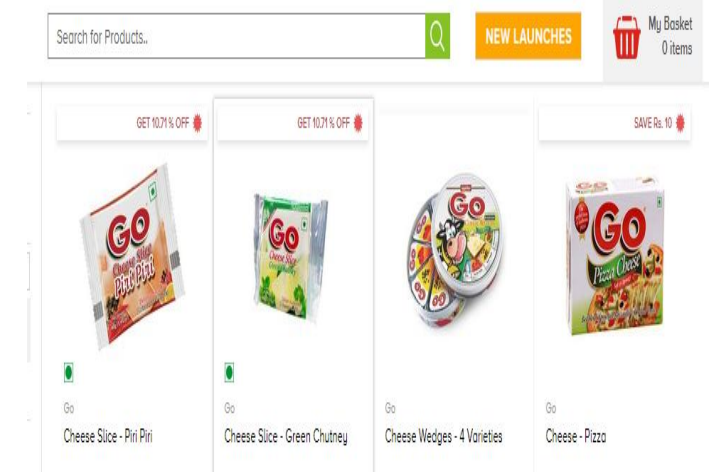 Search for Products..
NEW LAUNCHES
My Basket
0 items
GET 10.71 % OFF
GET 10.71 % OFF
SAVE Rs. 10
GO
Cheese Slice
Piri Piri
GO
Cheese Slice
GO
GO
Pizza Cheese
Go
Cheese Slice - Piri Piri
Go
Cheese Slice - Green Chutney
Go
Cheese Wedges - 4 Varieties
Go
Cheese - Pizza